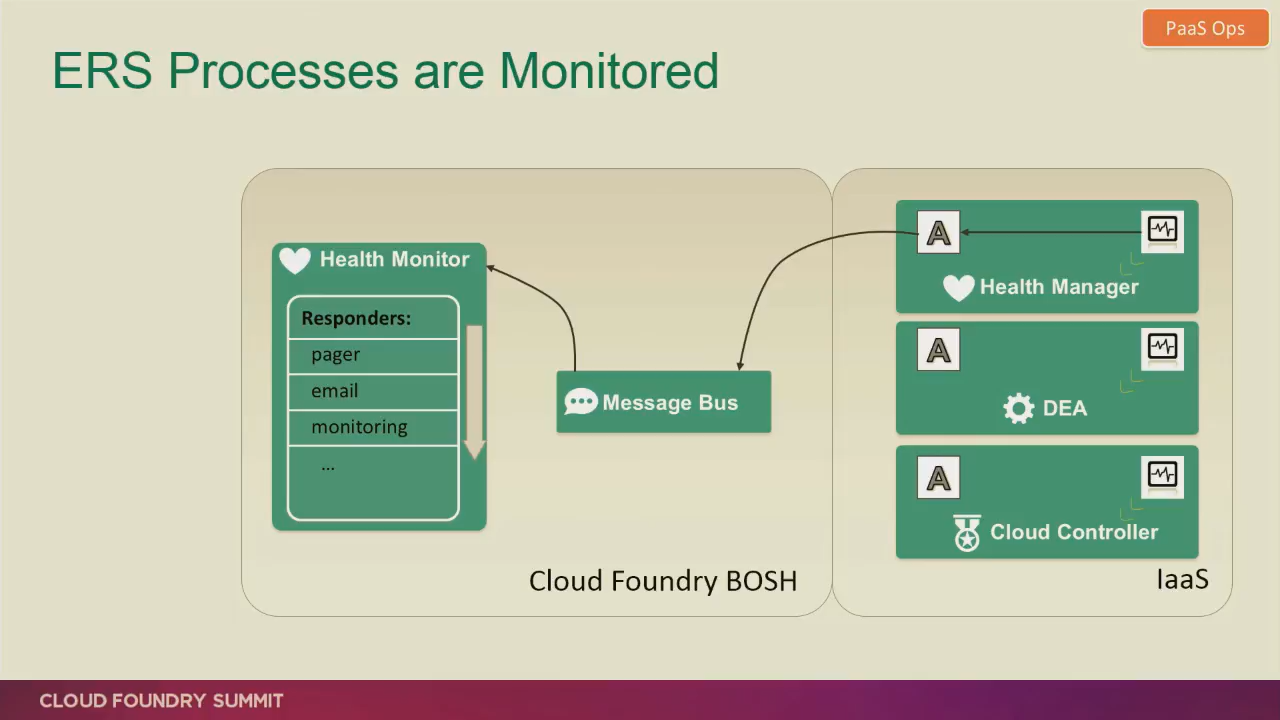 PaaS Ops
ERS Processes are Monitored
Health Monitor
Responders:
pager
email
monitoring
...
Message Bus
Cloud Foundry BOSH
A
Health Manager
A
DEA
A
Cloud Controller
IaaS
CLOUD FOUNDRY SUMMIT